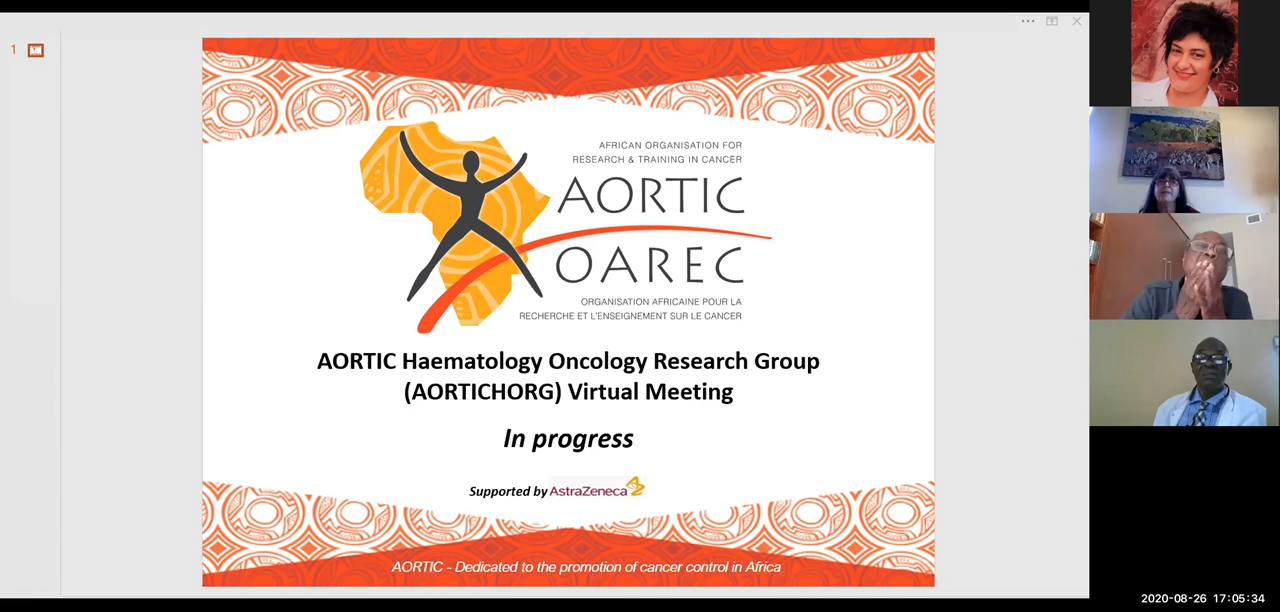 1
AFRICAN ORGANISATION FOR
RESEARCH & TRAINING IN CANCER
AORTIC
OAREC
ORGANISATION AFRICAINE POUR LA
RECHERCHE ET L'ENSEIGNEMENT SUR LE CANCER
AORTIC Haematology Oncology Research Group
(AORTICHORG) Virtual Meeting
In progress
Supported by AstraZeneca
AORTIC - Dedicated to the promotion of cancer control in Africa
2020-08-26 17:05:34